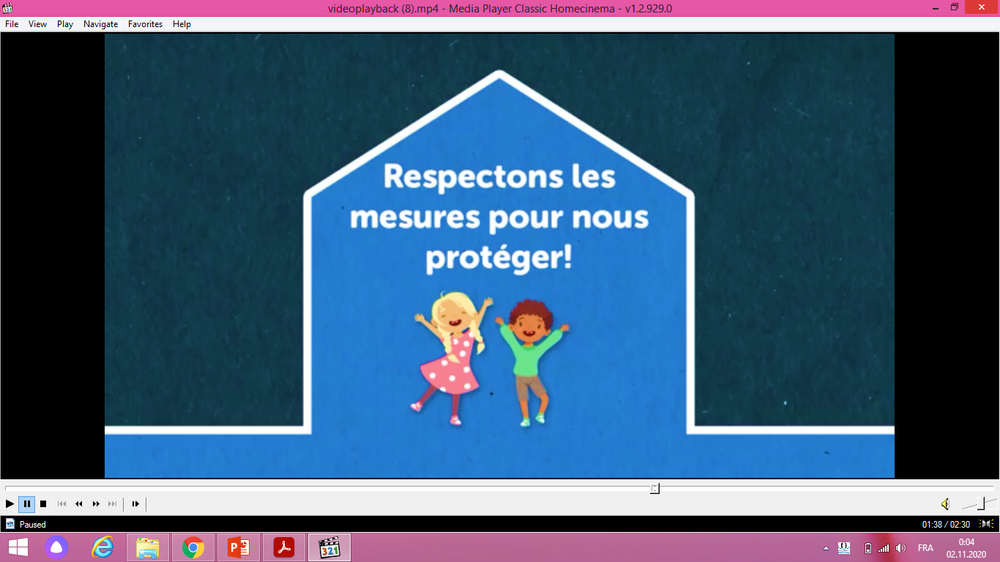 videoplayback (8).mp4 - Media Player Classic Homecinema - v1.2.929.0
File View Play Navigate Favorites Help
Respectons les
mesures pour nous
protéger!
Paused
01:38 / 02:30
321
FRA
0:04
02.11.2020